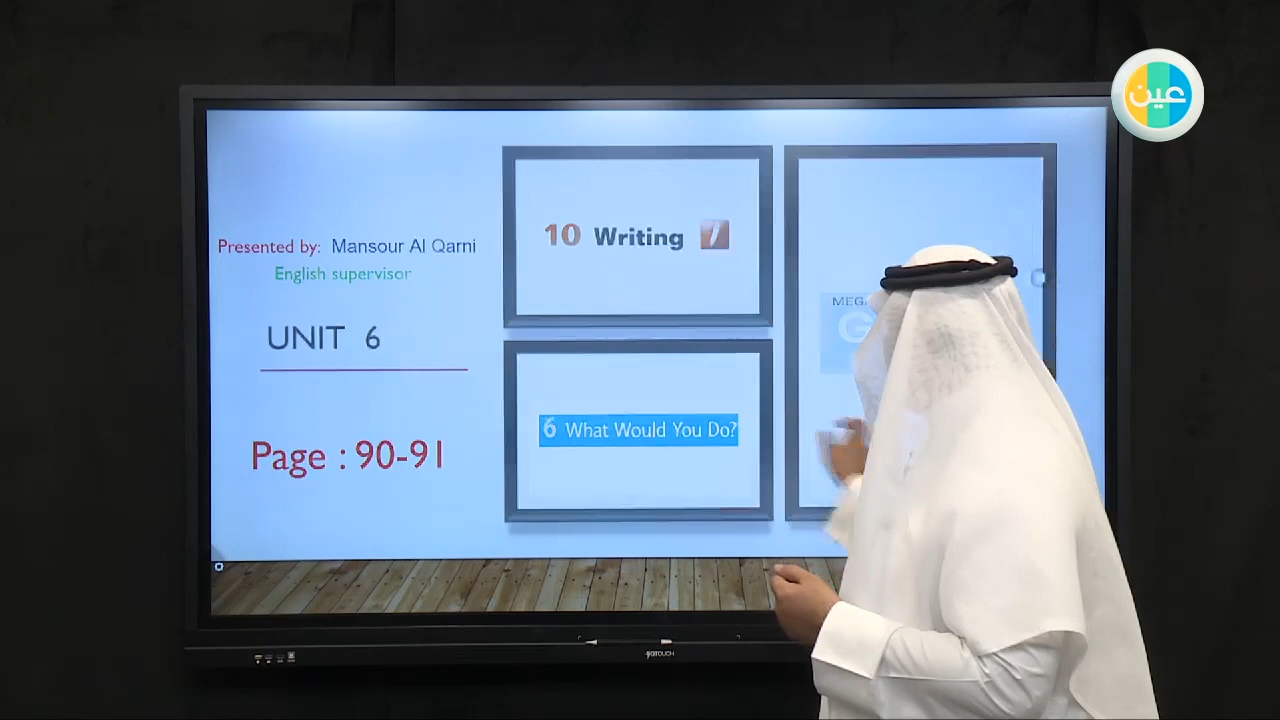 عين
Presented by: Mansour Al Qarni
English supervisor
UNIT 6
Page : 90-91
10 Writing
6 What Would You Do?